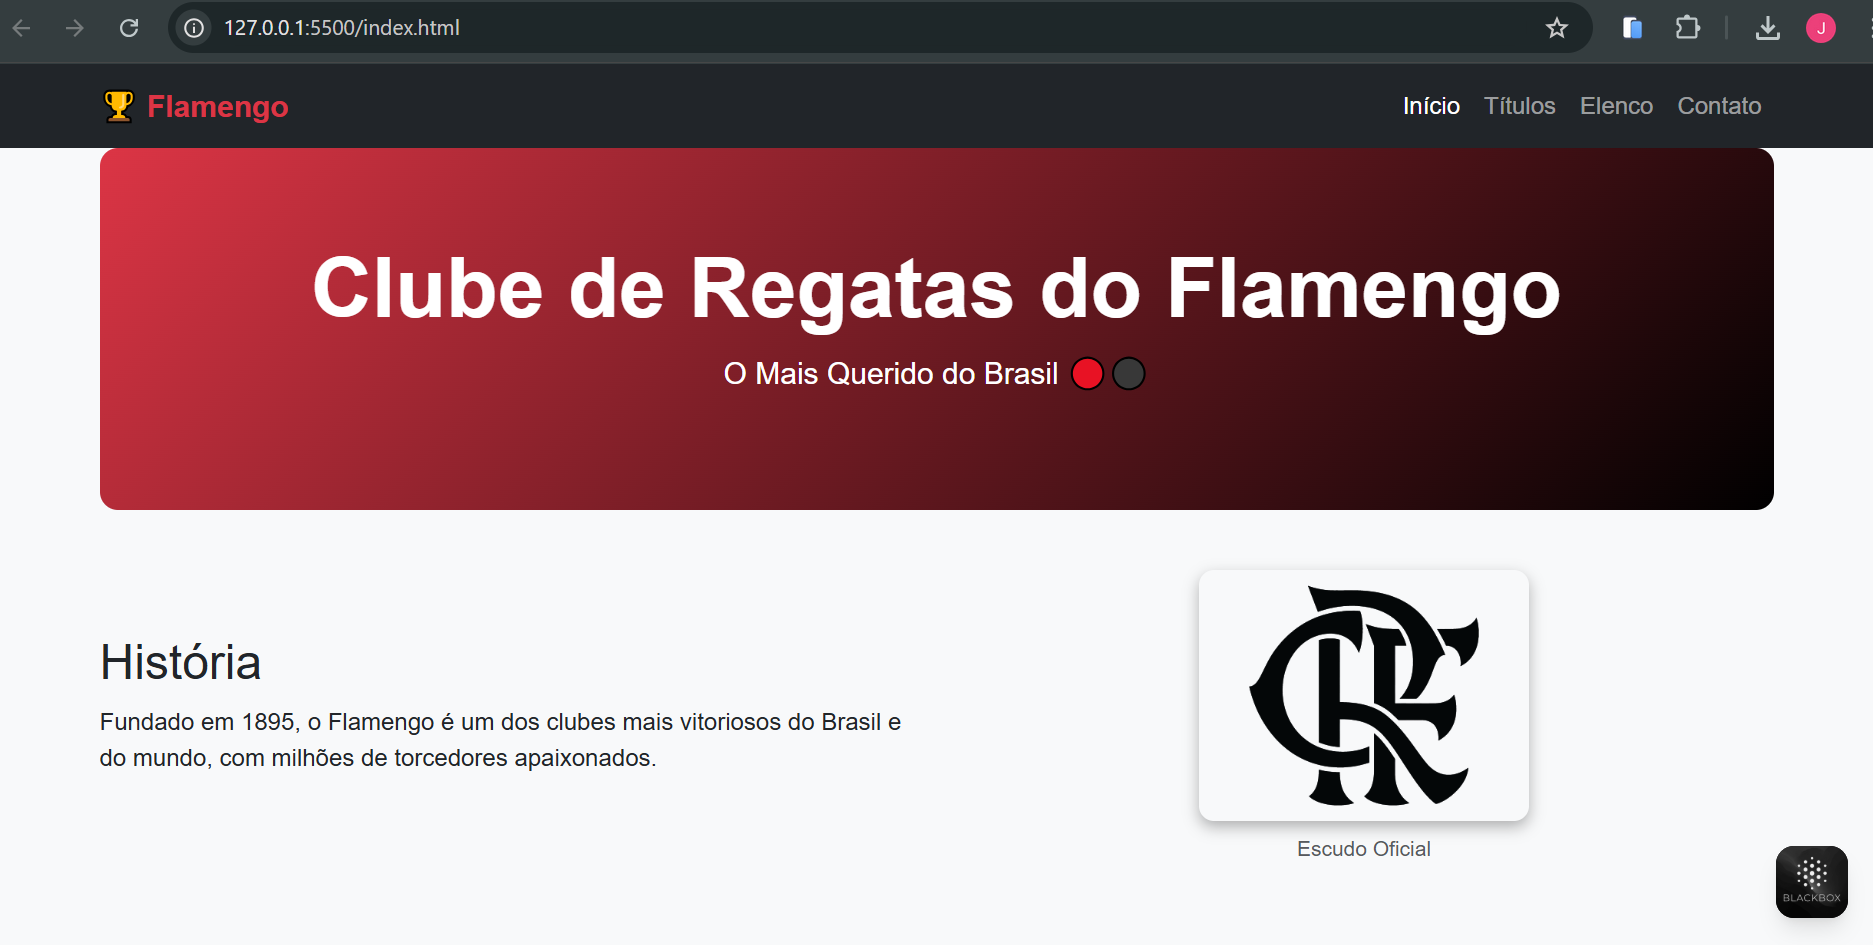 127.0.0.1:5500/index.html
J
🏆 Flamengo
Início Títulos Elenco Contato
Clube de Regatas do Flamengo
O Mais Querido do Brasil 🔴⚫
História
Fundado em 1895, o Flamengo é um dos clubes mais vitoriosos do Brasil e
do mundo, com milhões de torcedores apaixonados.
CRF
Escudo Oficial
BLACKBOX